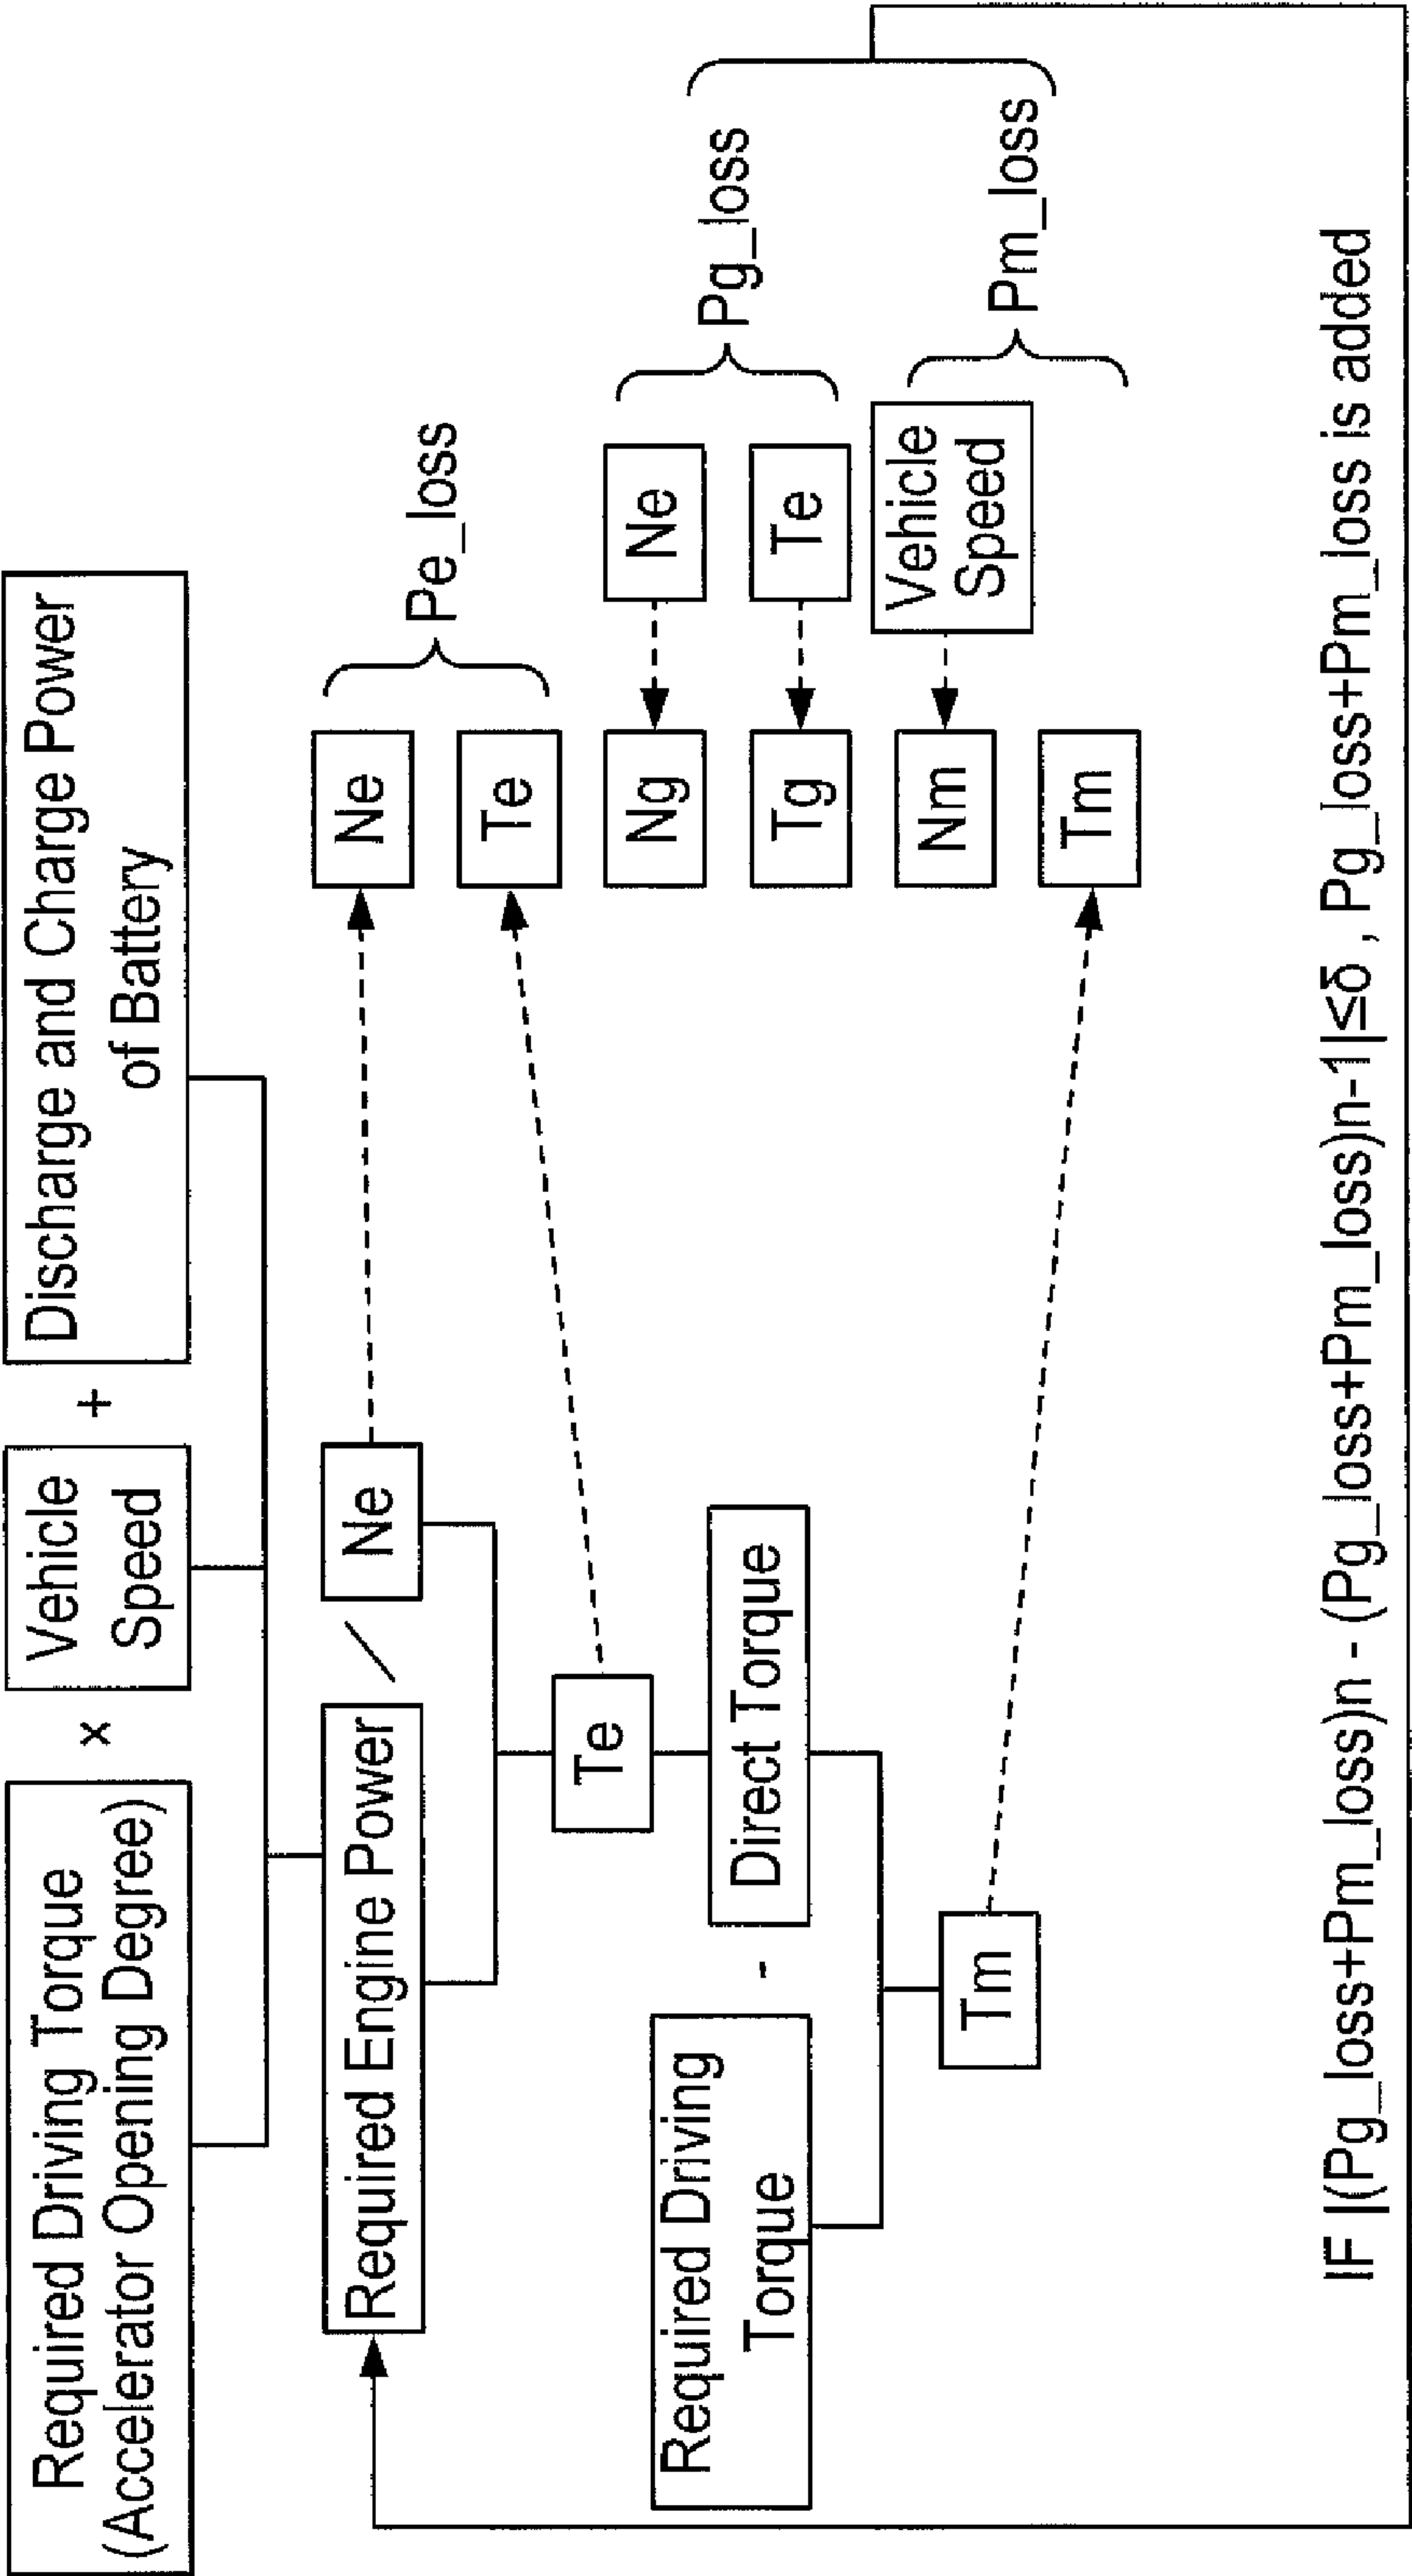 Required Driving Torque
(Accelerator Opening Degree)
×
Vehicle
Speed
+
Discharge and Charge Power
of Battery
Required Engine Power
/
Ne
Ne
Te
Pe_loss
Te
Required Driving
Torque
-
Direct Torque
Tm
Ng
Ne
Tg
Te
Pg_loss
Nm
Vehicle
Speed
Tm
Pm_loss
IF |(Pg_loss+Pm_loss)n - (Pg_loss+Pm_loss)n-1|≤δ , Pg_loss+Pm_loss is added